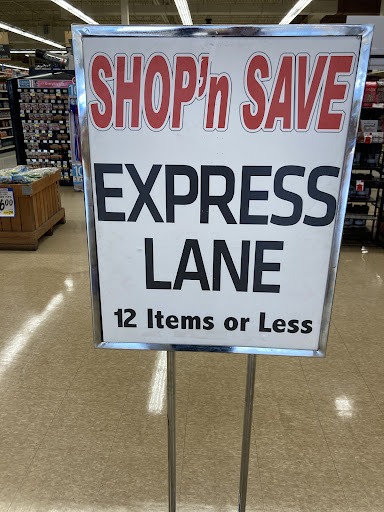 SHOP'n SAVE
EXPRESS
LANE
12 Items or Less